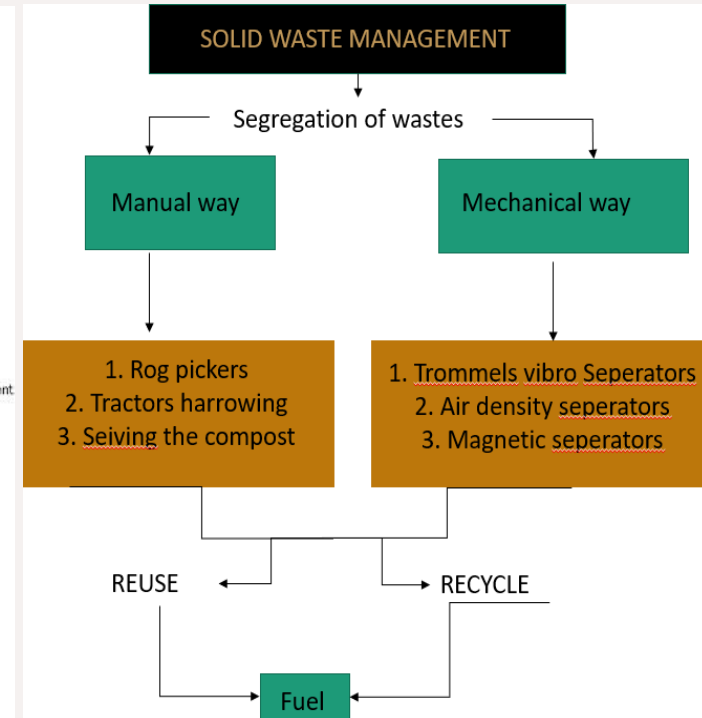 SOLID WASTE MANAGEMENT
Segregation of wastes
Manual way
Mechanical way
1. Rog pickers
2. Tractors harrowing
3. Seiving the compost
1. Trommels vibro Seperators
2. Air density seperators
3. Magnetic seperators
REUSE
RECYCLE
Fuel